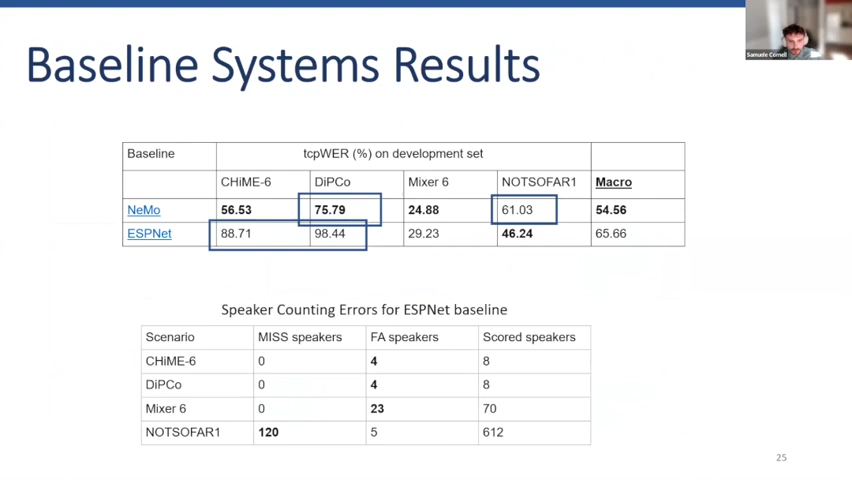 Samuele Cornell
Baseline Systems Results
Baseline tcpWER (%) on development set
CHiME-6 DiPCo Mixer 6 NOTSOFAR1 Macro
NeMo 56.53 75.79 24.88 61.03 54.56
ESPNet 88.71 98.44 29.23 46.24 65.66
Speaker Counting Errors for ESPNet baseline
Scenario MISS speakers FA speakers Scored speakers
CHiME-6 0 4 8
DiPCo 0 4 8
Mixer 6 0 23 70
NOTSOFAR1 120 5 612
25